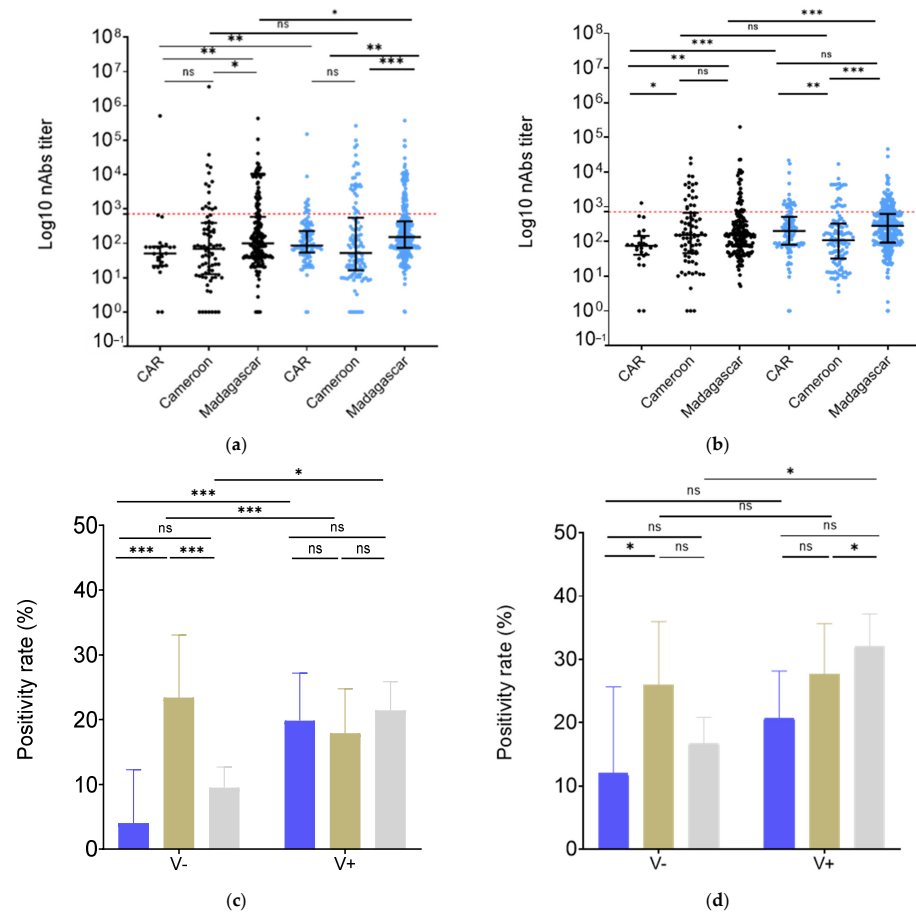 *
ns
**
**
**
***
ns
*
ns
10⁸
10⁷
10⁶
10⁵
10⁴
10³
10²
10¹
10⁰
10⁻¹
Log10 nAbs titer
CAR
Cameroon
Madagascar
CAR
Cameroon
Madagascar
(a)
***
ns
***
ns
**
***
ns
*
**
10⁸
10⁷
10⁶
10⁵
10⁴
10³
10²
10¹
10⁰
10⁻¹
Log10 nAbs titer
CAR
Cameroon
Madagascar
CAR
Cameroon
Madagascar
(b)
*
***
***
ns
ns
***
***
ns
ns
50
40
30
20
10
0
Positivity rate (%)
V-
V+
(c)
*
ns
ns
ns
ns
*
ns
ns
*
50
40
30
20
10
0
Positivity rate (%)
V-
V+
(d)